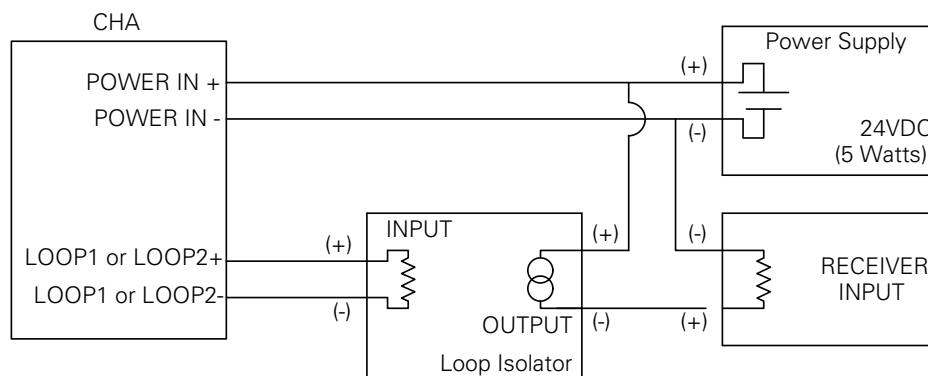 CHA
POWER IN +
POWER IN -
LOOP1 or LOOP2+
LOOP1 or LOOP2-
(+)
(-)
INPUT
OUTPUT
Loop Isolator
(+)
(-)
(+)
(-)
Power Supply
24VDC
(5 Watts)
(-)
(+)
RECEIVER
INPUT